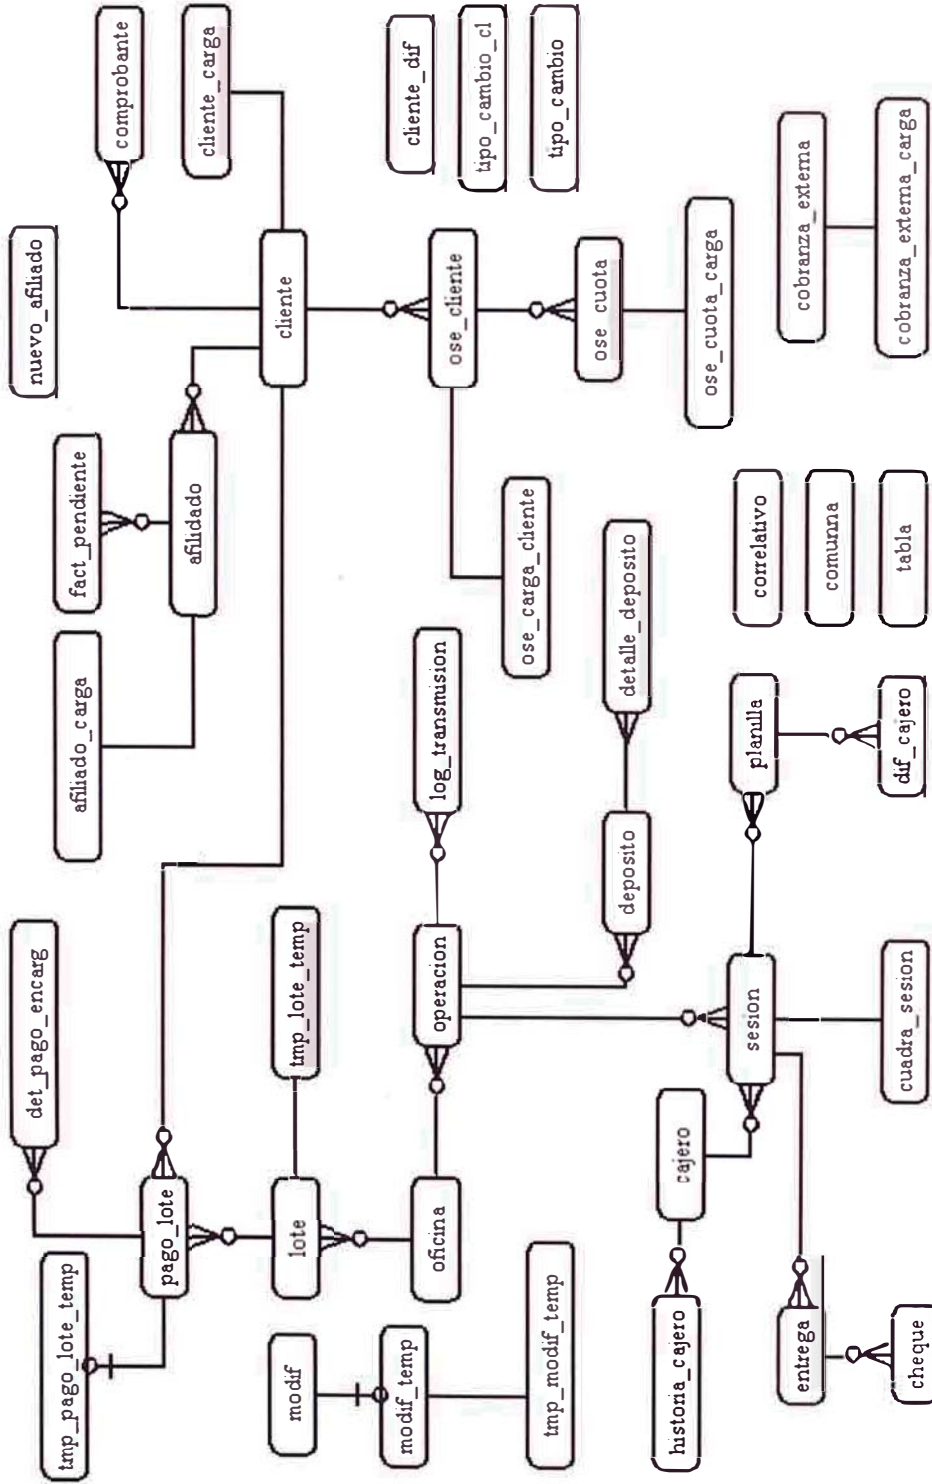 det_pago_encarg
nuevo_afiliado
tmp_pago_lote_temp
afiliado_carga
fact_pendiente
comprobante
pago_lote
afilidado
cliente_carga
modif
lote
tmp_lote_temp
cliente
modif_temp
oficina
operacion
log_transmision
ose_cliente
cliente_dif
tipo_cambio_cl
tmp_modif_temp
ose_carga_cliente
tipo_cambio
deposito
detalle_deposito
ose_cuota
historia_cajero
cajero
ose_cuota_carga
sesion
planilla
correlativo
entrega
comunna
cobranza_externa
cheque
cuadra_sesion
dif_cajero
tabla
cobranza_externa_carga